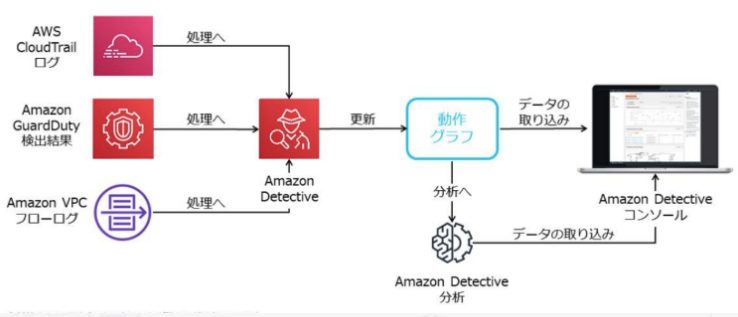 AWS
CloudTrail
ログ
処理へ
Amazon
GuardDuty
検出結果
処理へ
Amazon
Detective
更新
動作
グラフ
データの
取り込み
Amazon VPC
フローログ
処理へ
分析へ
Amazon Detective
コンソール
データの取り込み
Amazon Detective
分析